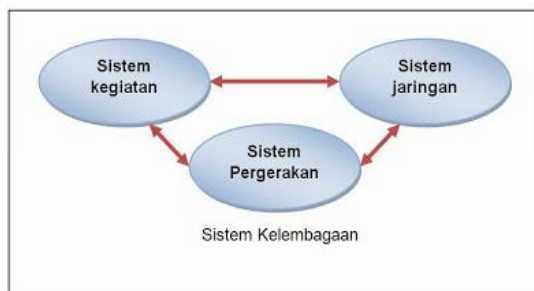 Sistem
kegiatan
Sistem
jaringan
Sistem
Pergerakan
Sistem Kelembagaan